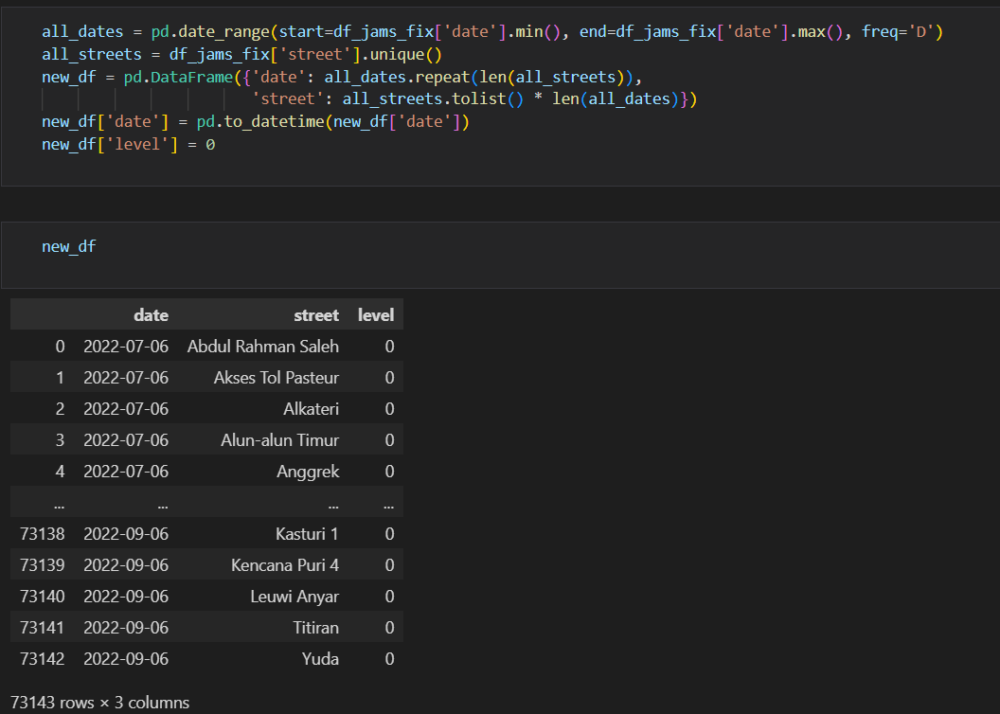 all_dates = pd.date_range(start=df_jams_fix['date'].min(), end=df_jams_fix['date'].max(), freq='D')
all_streets = df_jams_fix['street'].unique()
new_df = pd.DataFrame({'date': all_dates.repeat(len(all_streets)),
'street': all_streets.tolist() * len(all_dates)})
new_df['date'] = pd.to_datetime(new_df['date'])
new_df['level'] = 0
new_df
date street level
0 2022-07-06 Abdul Rahman Saleh 0
1 2022-07-06 Akses Tol Pasteur 0
2 2022-07-06 Alkateri 0
3 2022-07-06 Alun-alun Timur 0
4 2022-07-06 Anggrek 0
... ... ... ...
73138 2022-09-06 Kasturi 1 0
73139 2022-09-06 Kencana Puri 4 0
73140 2022-09-06 Leuwi Anyar 0
73141 2022-09-06 Titiran 0
73142 2022-09-06 Yuda 0
73143 rows × 3 columns